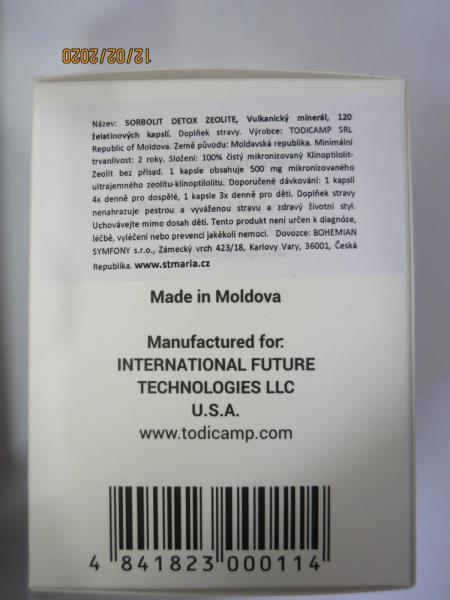 12/02/2020
Název: SORBOLIT DETOX ZEOLITE, Vulkanický minerál, 120
želatinových kapslí. Doplněk stravy. Výrobce: TODICAMP SRL
Republic of Moldova. Země původu: Moldavská republika. Minimální
trvanlivost: 2 roky. Složení: 100% čistý mikronizovaný Klinoptilolit-
Zeolit bez přísad. 1 kapsle obsahuje 500 mg mikronizovaného
ultrajemného zeolitu-klinoptilolitu. Doporučené dávkování: 1 kapslí
4x denně pro dospělé, 1 kapsle 3x denně pro děti. Doplněk stravy
nenahrazuje pestrou a vyváženou stravu a zdravý životní styl.
Uchovávejte mimo dosah dětí. Tento produkt není určen k diagnóze,
léčbě, vyléčení nebo prevenci jakékoli nemoci. Dovozce: BOHEMIAN
SYMFONY s.r.o., Zámecký vrch 423/18, Karlovy Vary, 36001, Česká
Republika. www.stmaria.cz
Made in Moldova
Manufactured for:
INTERNATIONAL FUTURE
TECHNOLOGIES LLC
U.S.A.
www.todicamp.com
4 841823 000114